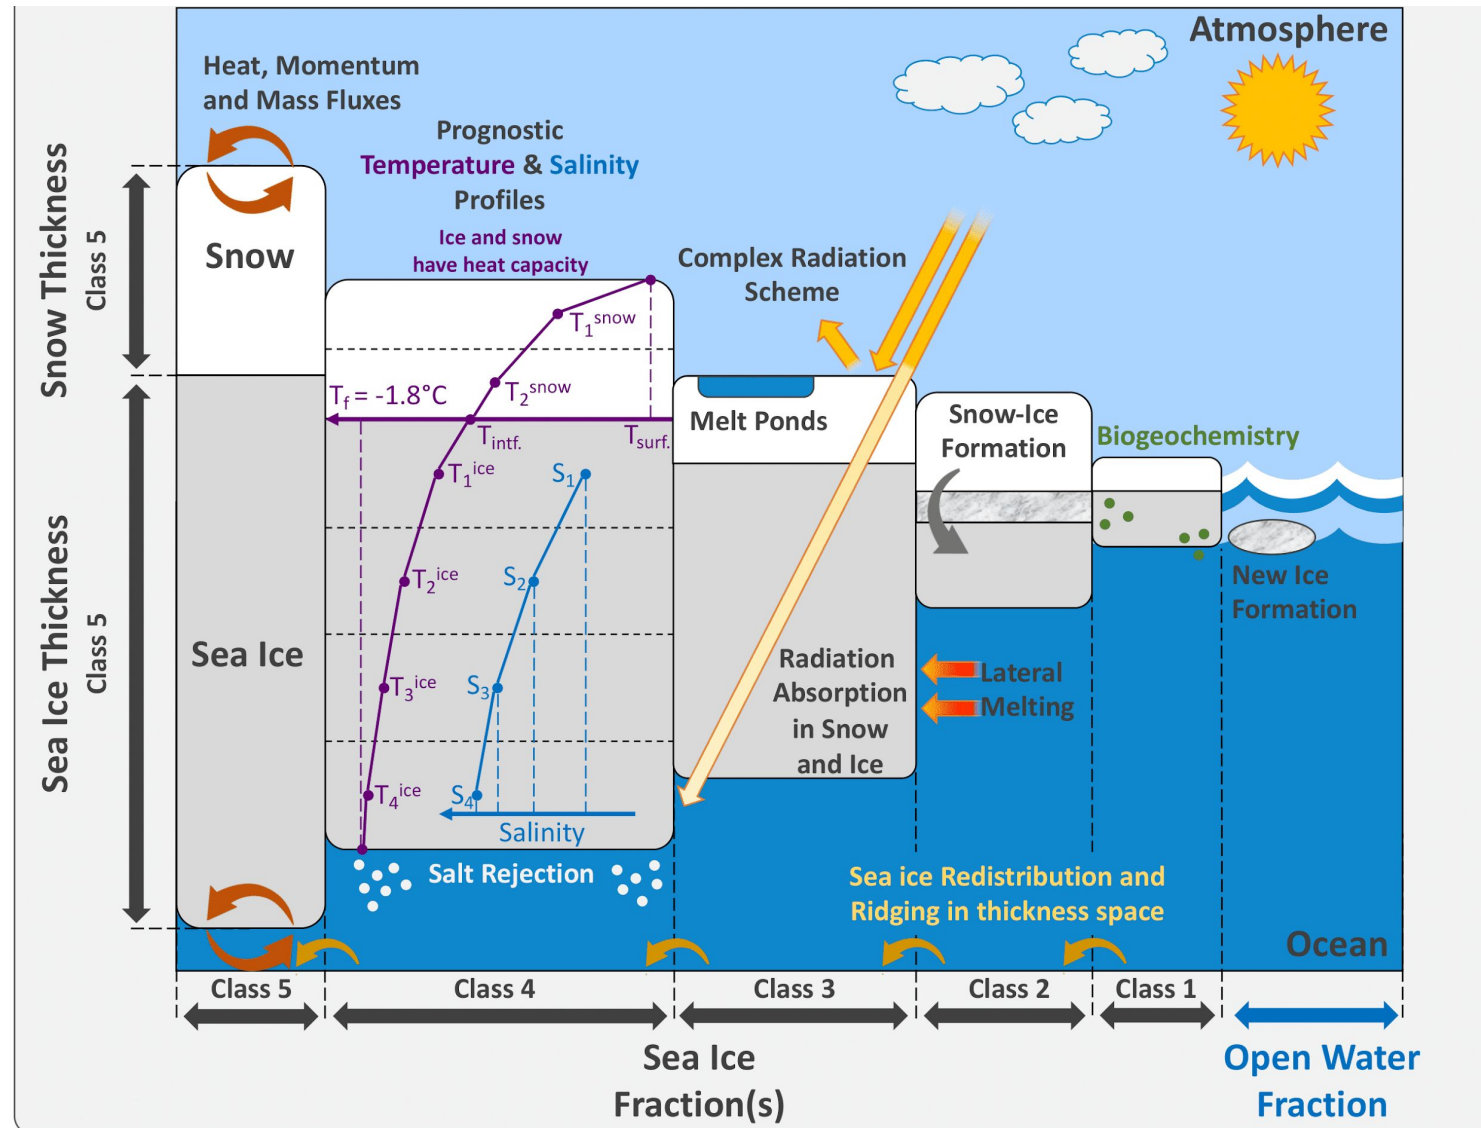 Atmosphere
Heat, Momentum
and Mass Fluxes
Prognostic
Temperature & Salinity
Profiles
Ice and snow
have heat capacity
Snow Thickness
Class 5
Snow
Complex Radiation
Scheme
T1snow
T2snow
Tf = -1.8°C
Tintf.
Tsurf.
Melt Ponds
Snow-Ice
Formation
Biogeochemistry
T1ice
S1
T2ice
S2
New Ice
Formation
Sea Ice Thickness
Class 5
Sea Ice
T3ice
S3
Radiation
Absorption
in Snow
and Ice
Lateral
Melting
T4ice
S4
Salinity
Salt Rejection
Sea ice Redistribution and
Ridging in thickness space
Ocean
Class 5
Class 4
Class 3
Class 2
Class 1
Sea Ice
Fraction(s)
Open Water
Fraction